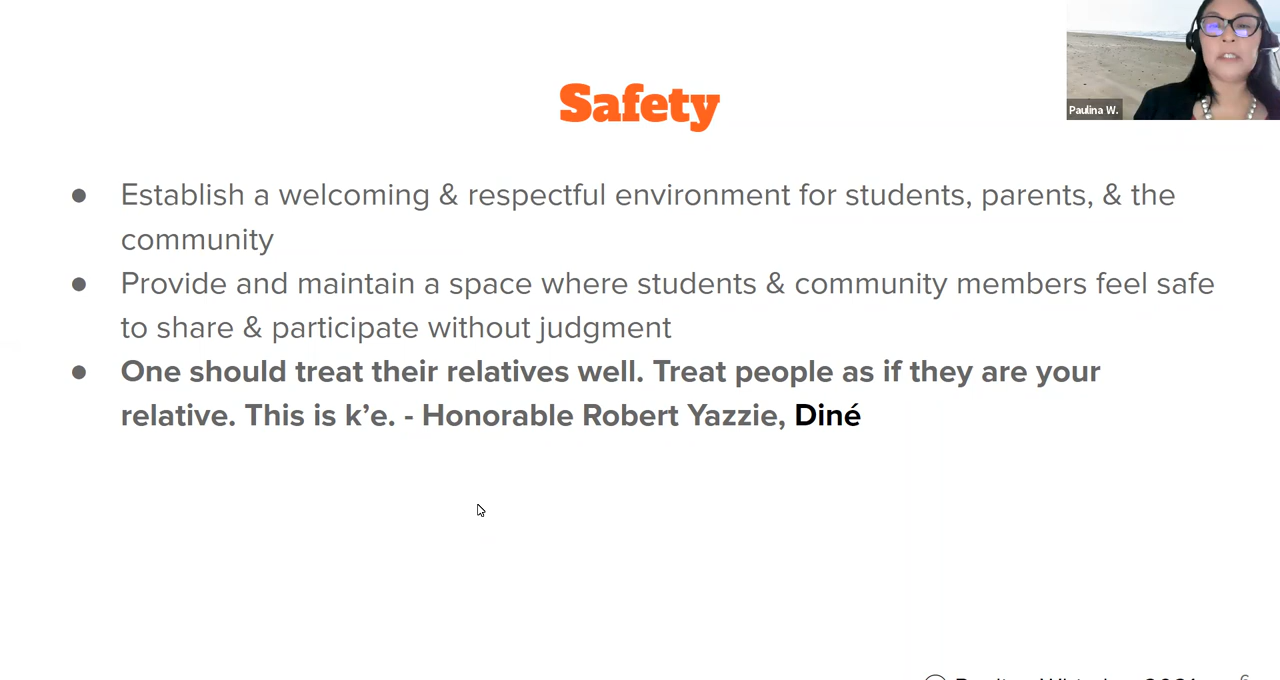 Safety
Paulina W.
● Establish a welcoming & respectful environment for students, parents, & the
community
● Provide and maintain a space where students & community members feel safe
to share & participate without judgment
● One should treat their relatives well. Treat people as if they are your
relative. This is k’e. - Honorable Robert Yazzie, Diné